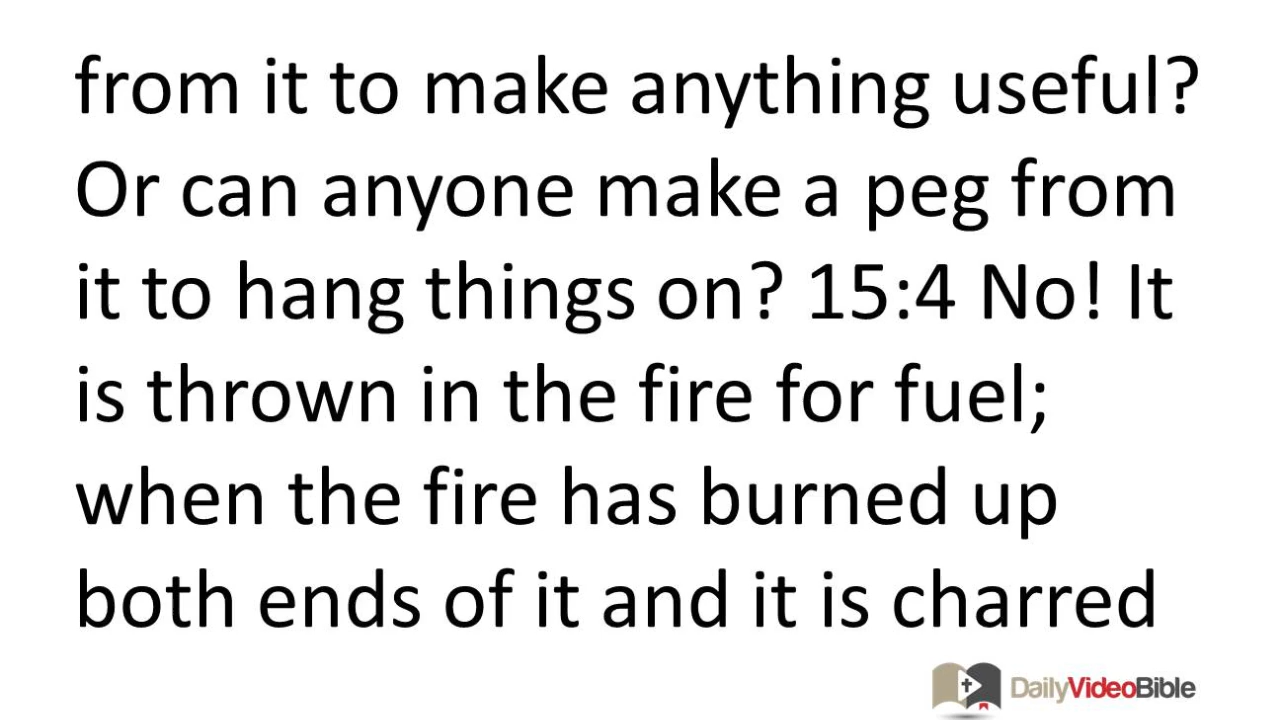 from it to make anything useful?
Or can anyone make a peg from
it to hang things on? 15:4 No! It
is thrown in the fire for fuel;
when the fire has burned up
both ends of it and it is charred
DailyVideoBible